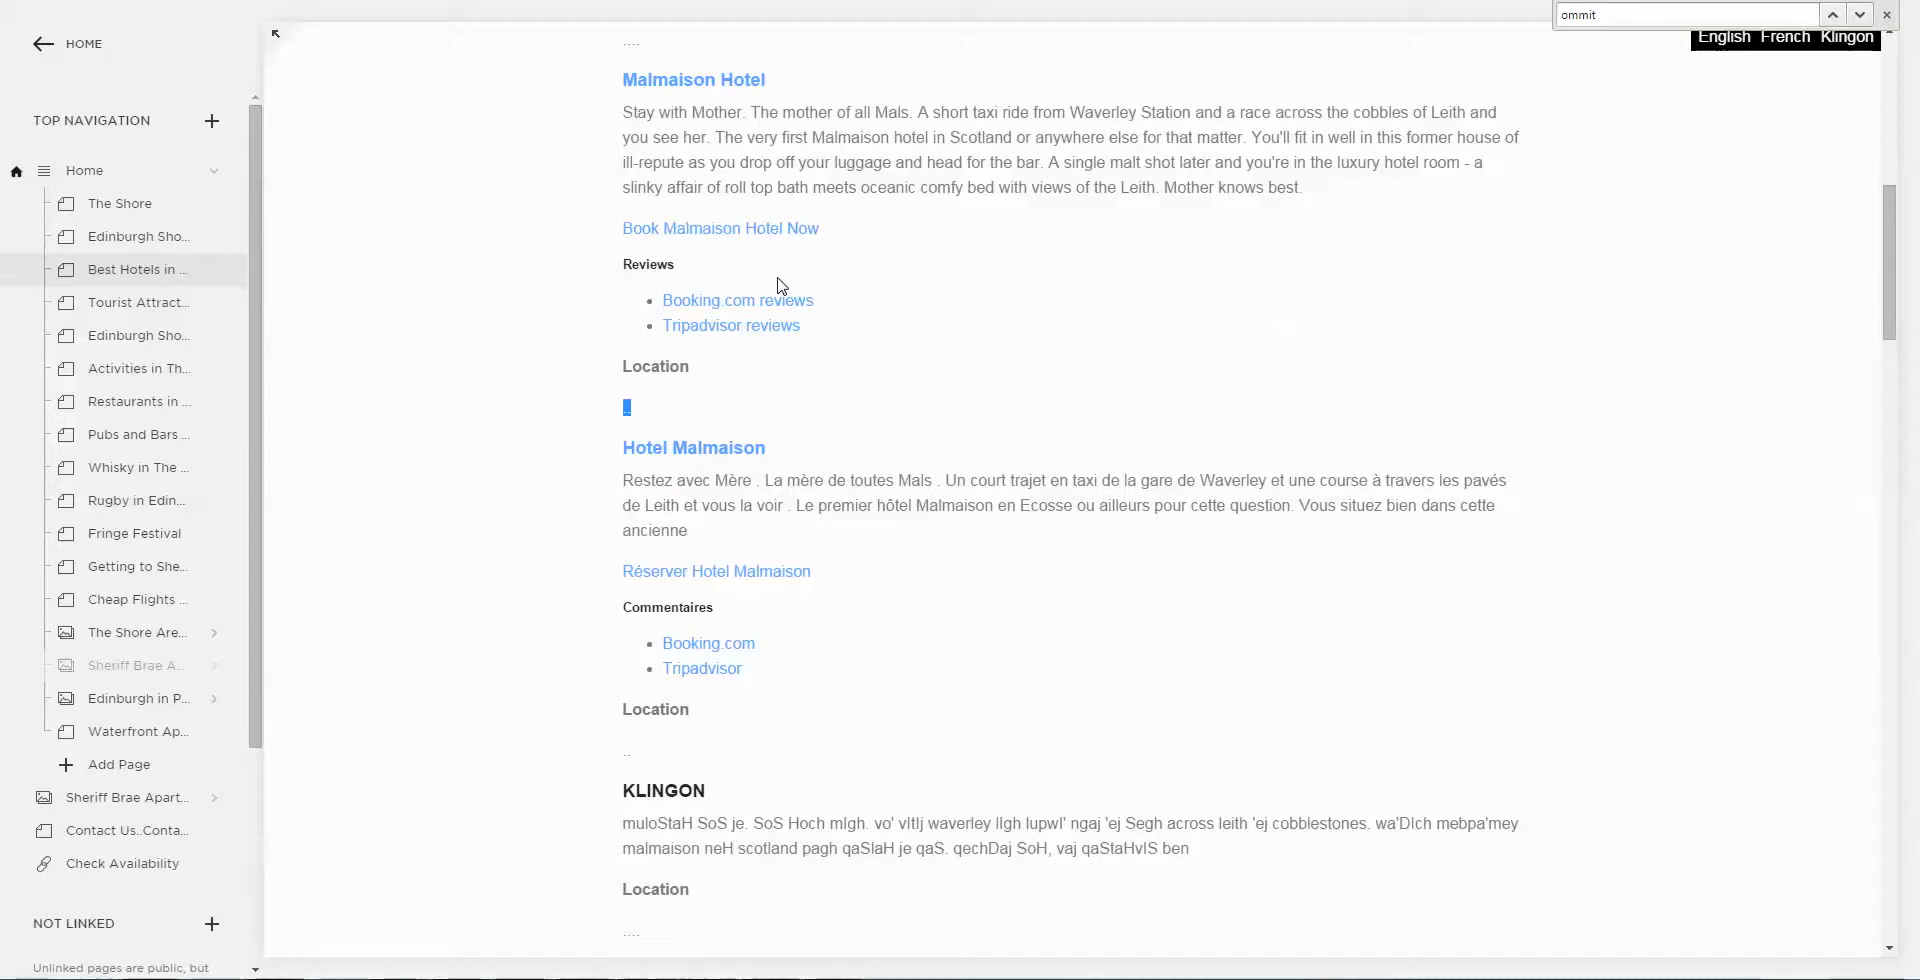 ommit
English French Klingon
HOME
TOP NAVIGATION
Home
The Shore
Edinburgh Sho...
Best Hotels in ...
Tourist Attract...
Edinburgh Sho...
Activities in Th...
Restaurants in ...
Pubs and Bars ...
Whisky in The ...
Rugby in Edin...
Fringe Festival
Getting to She...
Cheap Flights ...
The Shore Are...
Sheriff Brae A...
Edinburgh in P...
Waterfront Ap...
Add Page
Sheriff Brae Apart...
Contact Us..Conta...
Check Availability
NOT LINKED
Unlinked pages are public, but
....
Malmaison Hotel
Stay with Mother. The mother of all Mals. A short taxi ride from Waverley Station and a race across the cobbles of Leith and
you see her. The very first Malmaison hotel in Scotland or anywhere else for that matter. You'll fit in well in this former house of
ill-repute as you drop off your luggage and head for the bar. A single malt shot later and you're in the luxury hotel room - a
slinky affair of roll top bath meets oceanic comfy bed with views of the Leith. Mother knows best.
Book Malmaison Hotel Now
Reviews
• Booking.com reviews
• Tripadvisor reviews
Location
..
Hotel Malmaison
Restez avec Mère . La mère de toutes Mals . Un court trajet en taxi de la gare de Waverley et une course à travers les pavés
de Leith et vous la voir . Le premier hôtel Malmaison en Ecosse ou ailleurs pour cette question. Vous situez bien dans cette
ancienne
Réserver Hotel Malmaison
Commentaires
• Booking.com
• Tripadvisor
Location
..
KLINGON
muloStaH SoS je. SoS Hoch mIgh. vo' vItlj waverley lIgh lupwI' ngaj 'ej Segh across leith 'ej cobblestones. wa'DIch mebpa'mey
malmaison neH scotland pagh qaSlaH je qaS. qechDaj SoH, vaj qaStaHvIS ben
Location
....